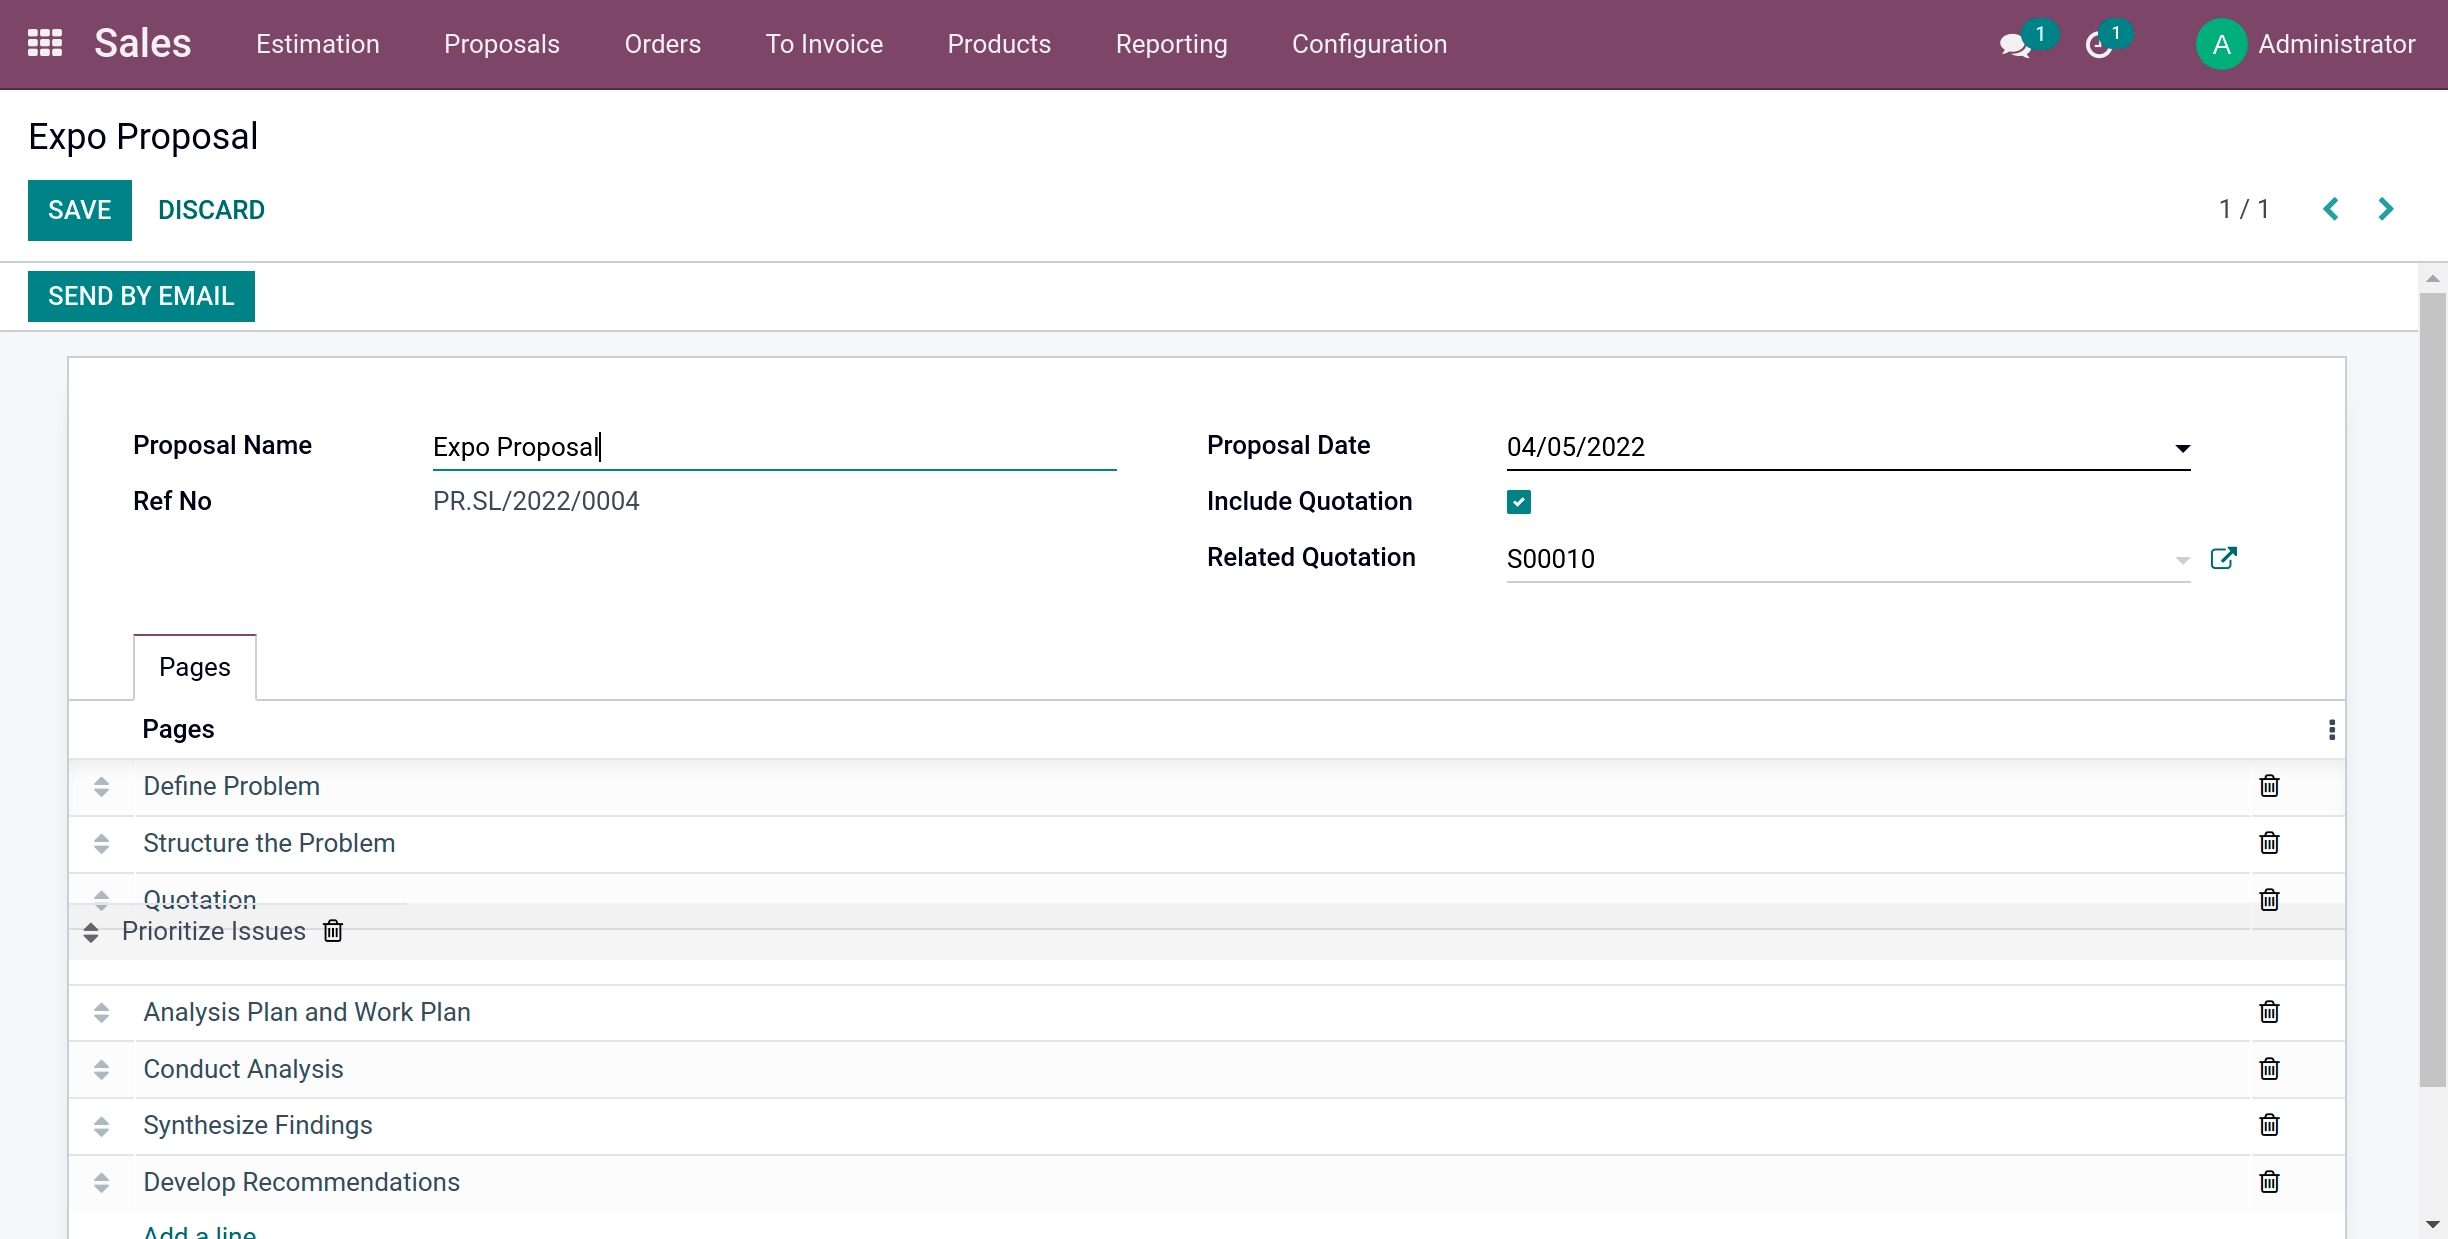 Sales Estimation Proposals Orders To Invoice Products Reporting Configuration 1 1 A Administrator
Expo Proposal
SAVE DISCARD 1 / 1
SEND BY EMAIL
Proposal Name Expo Proposal Proposal Date 04/05/2022
Ref No PR.SL/2022/0004 Include Quotation
Related Quotation S00010
Pages
Pages
Define Problem
Structure the Problem
Quotation
Prioritize Issues
Analysis Plan and Work Plan
Conduct Analysis
Synthesize Findings
Develop Recommendations
Add a line